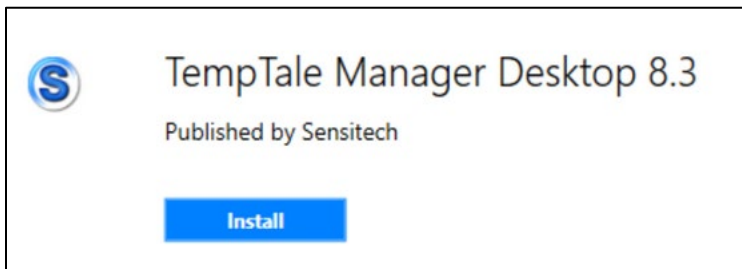 S
TempTale Manager Desktop 8.3
Published by Sensitech
Install